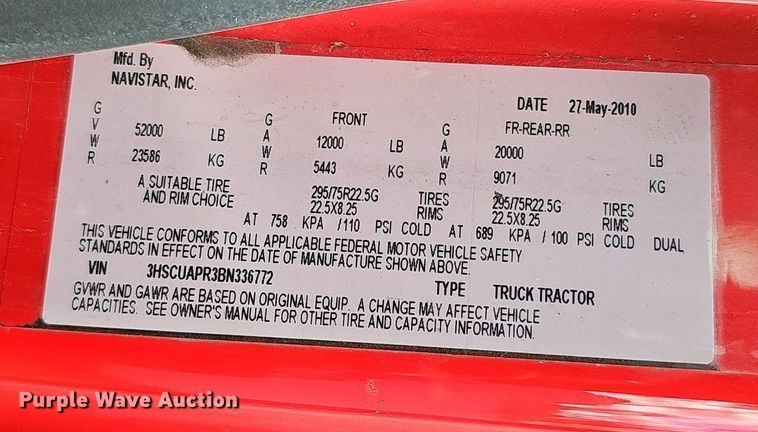 Mfd. By
NAVISTAR, INC.
DATE 27-May-2010
GVWR 52000 LB 23586 KG
GAWR FRONT 12000 LB 5443 KG
GAWR FR-REAR-RR 20000 LB 9071 KG
A SUITABLE TIRE 295/75R22.5G TIRES 295/75R22.5G TIRES
AND RIM CHOICE 22.5X8.25 RIMS 22.5X8.25 RIMS
AT 758 KPA /110 PSI COLD AT 689 KPA / 100 PSI COLD DUAL
THIS VEHICLE CONFORMS TO ALL APPLICABLE FEDERAL MOTOR VEHICLE SAFETY
STANDARDS IN EFFECT ON THE DATE OF MANUFACTURE SHOWN ABOVE.
VIN 3HSCUAPR3BN336772 TYPE TRUCK TRACTOR
GVWR AND GAWR ARE BASED ON ORIGINAL EQUIP. A CHANGE MAY AFFECT VEHICLE
CAPACITIES. SEE OWNER'S MANUAL FOR OTHER TIRE AND CAPACITY INFORMATION.
Purple Wave Auction